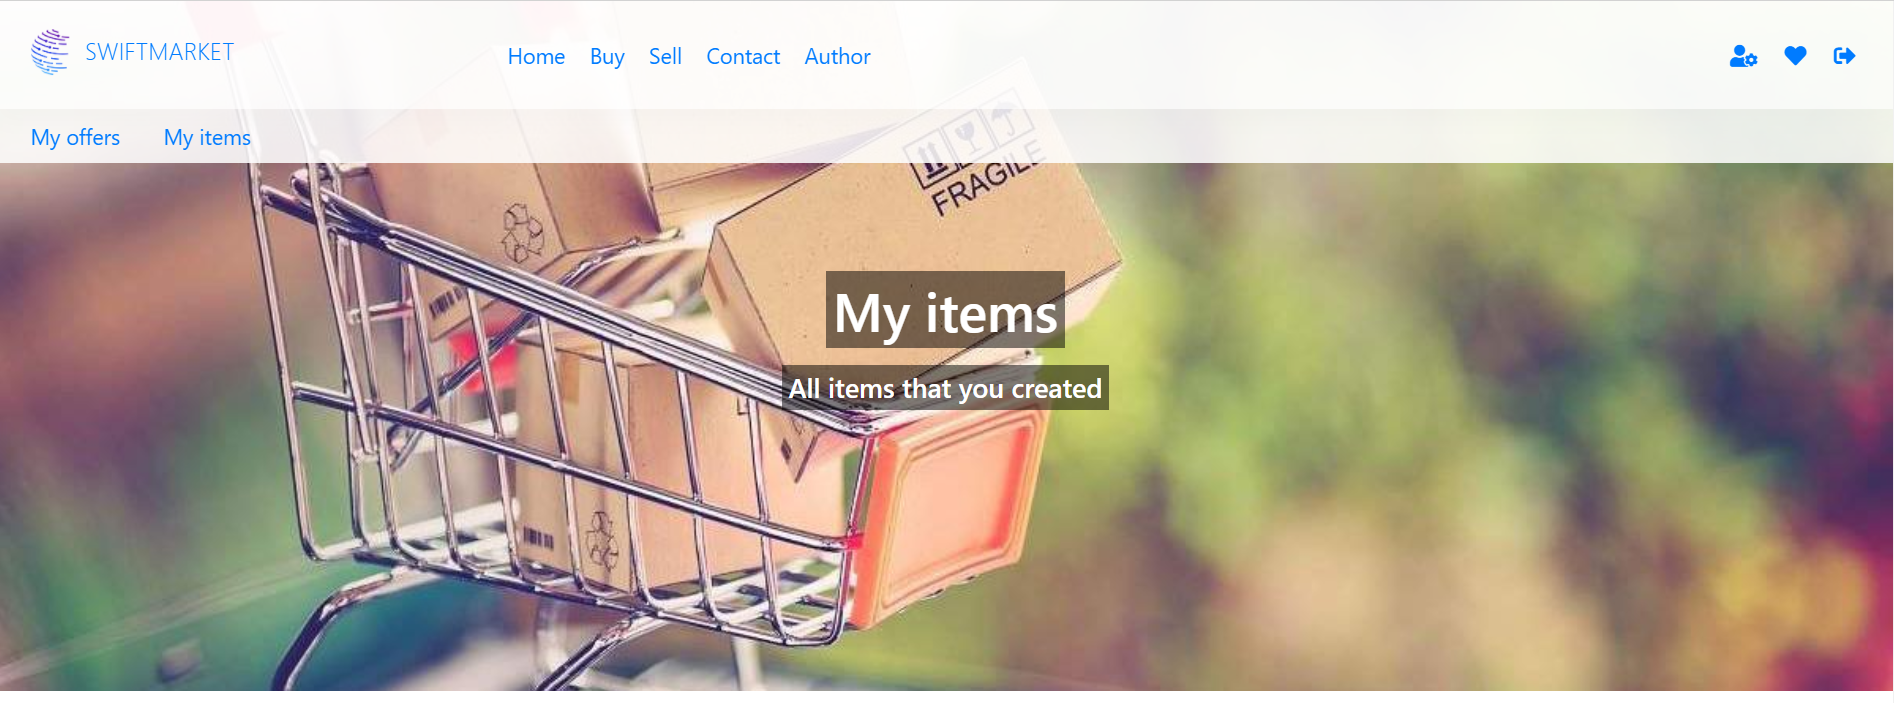 SWIFTMARKET
Home Buy Sell Contact Author
My offers My items
FRAGILE
My items
All items that you created